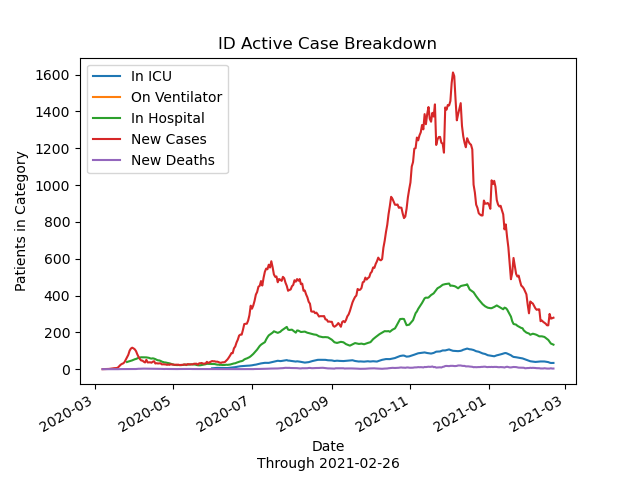 ID Active Case Breakdown
In ICU
On Ventilator
In Hospital
New Cases
New Deaths
Patients in Category
1600
1400
1200
1000
800
600
400
200
0
2020-03
2020-05
2020-07
2020-09
2020-11
2021-01
2021-03
Date
Through 2021-02-26